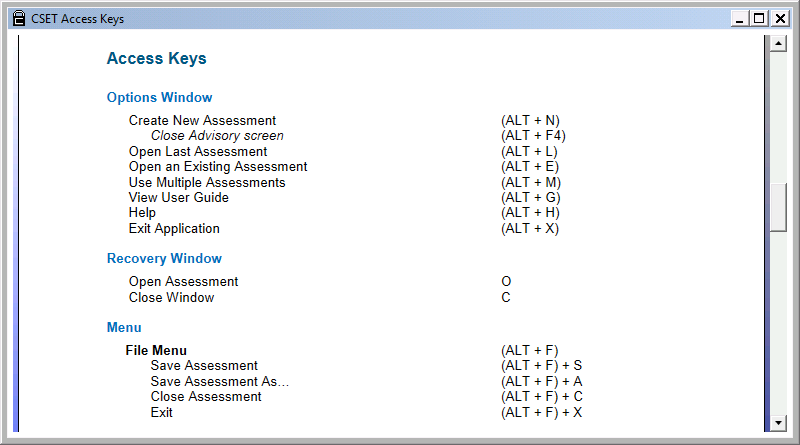 CSET Access Keys
Access Keys
Options Window
Create New Assessment (ALT + N)
Close Advisory screen (ALT + F4)
Open Last Assessment (ALT + L)
Open an Existing Assessment (ALT + E)
Use Multiple Assessments (ALT + M)
View User Guide (ALT + G)
Help (ALT + H)
Exit Application (ALT + X)
Recovery Window
Open Assessment O
Close Window C
Menu
File Menu (ALT + F)
Save Assessment (ALT + F) + S
Save Assessment As... (ALT + F) + A
Close Assessment (ALT + F) + C
Exit (ALT + F) + X